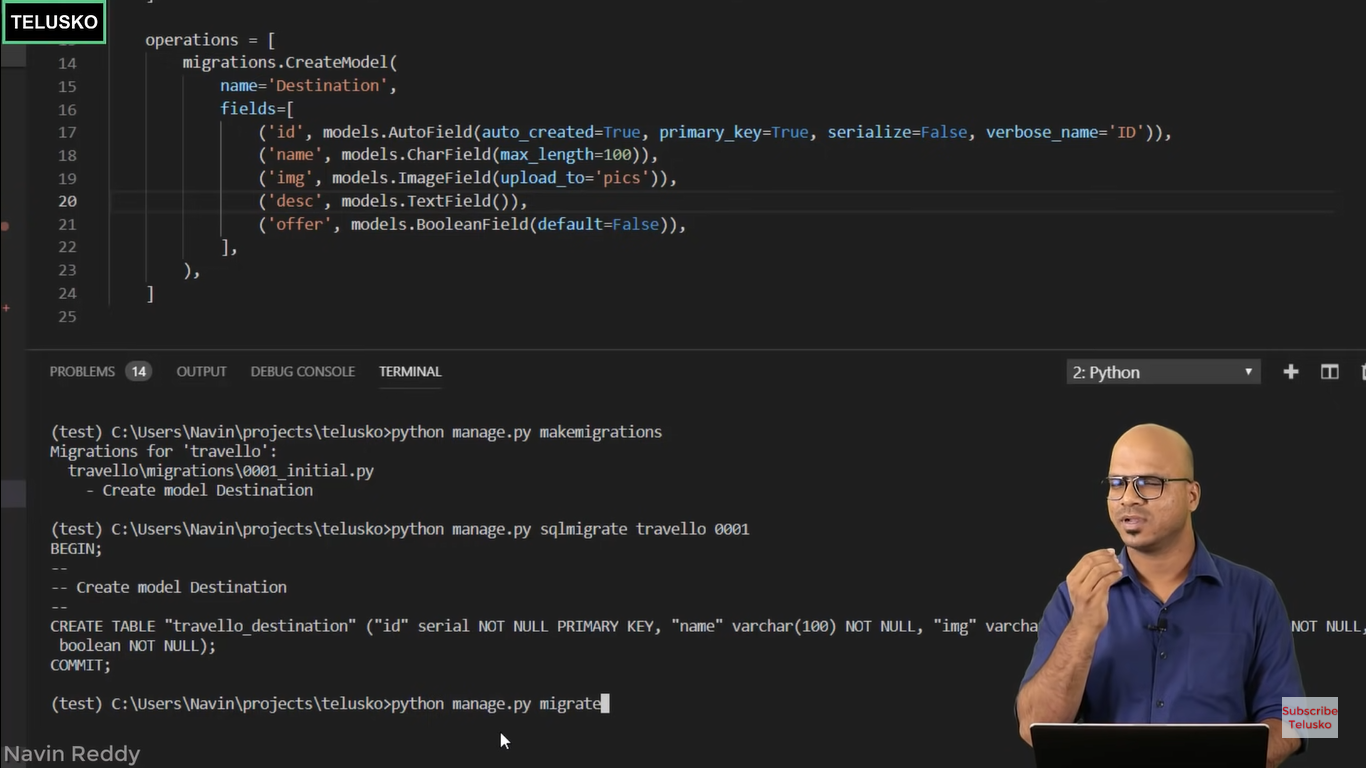 TELUSKO
operations = [
14 migrations.CreateModel(
15 name='Destination',
16 fields=[
17 ('id', models.AutoField(auto_created=True, primary_key=True, serialize=False, verbose_name='ID')),
18 ('name', models.CharField(max_length=100)),
19 ('img', models.ImageField(upload_to='pics')),
20 ('desc', models.TextField()),
21 ('offer', models.BooleanField(default=False)),
22 ],
23 ),
24 ]
25
PROBLEMS 14 OUTPUT DEBUG CONSOLE TERMINAL 2: Python
(test) C:\Users\Navin\projects\telusko>python manage.py makemigrations
Migrations for 'travello':
travello\migrations\0001_initial.py
- Create model Destination
(test) C:\Users\Navin\projects\telusko>python manage.py sqlmigrate travello 0001
BEGIN;
--
-- Create model Destination
--
CREATE TABLE "travello_destination" ("id" serial NOT NULL PRIMARY KEY, "name" varchar(100) NOT NULL, "img" varcha NOT NULL,
boolean NOT NULL);
COMMIT;
(test) C:\Users\Navin\projects\telusko>python manage.py migrate
Subscribe
Telusko
Navin Reddy